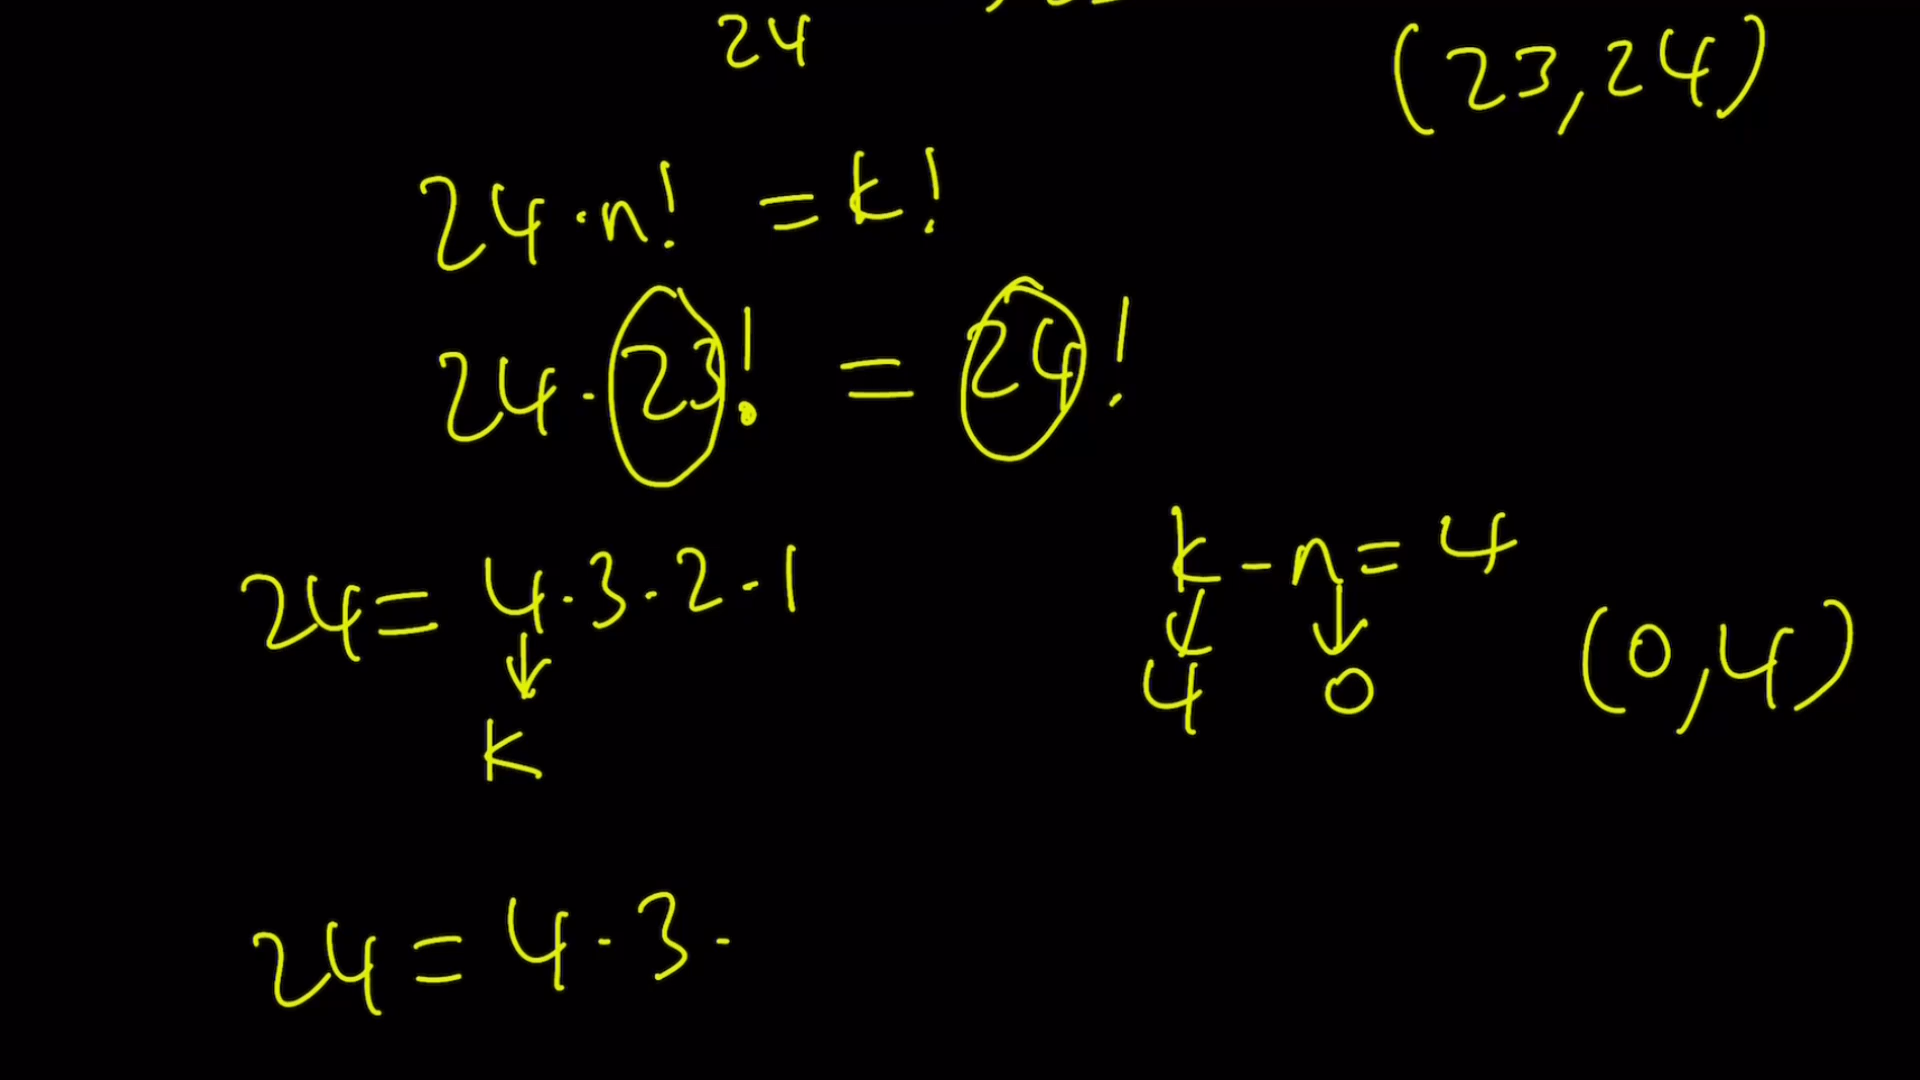 24
(23,24)
24·n! = k!
24·23! = 24!
24 = 4·3·2·1
k - n = 4
4 0
(0,4)
K
24 = 4·3·